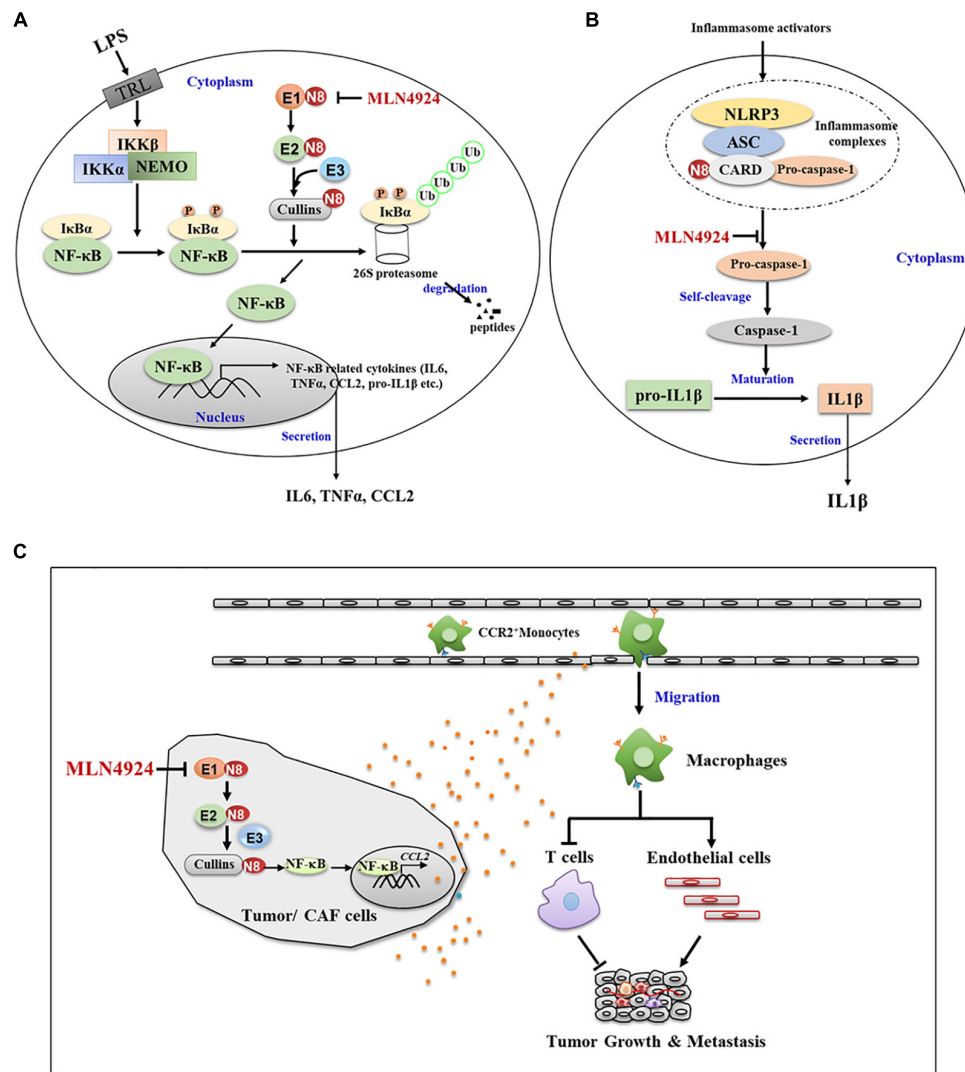 A
LPS
TRL
Cytoplasm
E1 N8
MLN4924
IKKβ
IKKα NEMO
E2 N8
E3
N8
Cullins
Ub
Ub
Ub
Ub
P P
IκBα
IκBα
NF-κB
P P
IκBα
NF-κB
26S proteasome
degradation
peptides
NF-κB
NF-κB
NF-κB related cytokines (IL6,
TNFα, CCL2, pro-IL1β etc.)
Nucleus
Secretion
IL6, TNFα, CCL2
B
Inflammasome activators
NLRP3
ASC
Inflammasome
complexes
N8 CARD Pro-caspase-1
MLN4924
Pro-caspase-1
Cytoplasm
Self-cleavage
Caspase-1
Maturation
pro-IL1β
IL1β
Secretion
IL1β
C
CCR2⁺Monocytes
Migration
Macrophages
MLN4924
E1 N8
E2 N8
E3
Cullins N8
NF-κB
NF-κB
CCL2
Tumor/ CAF cells
T cells
Endothelial cells
Tumor Growth & Metastasis